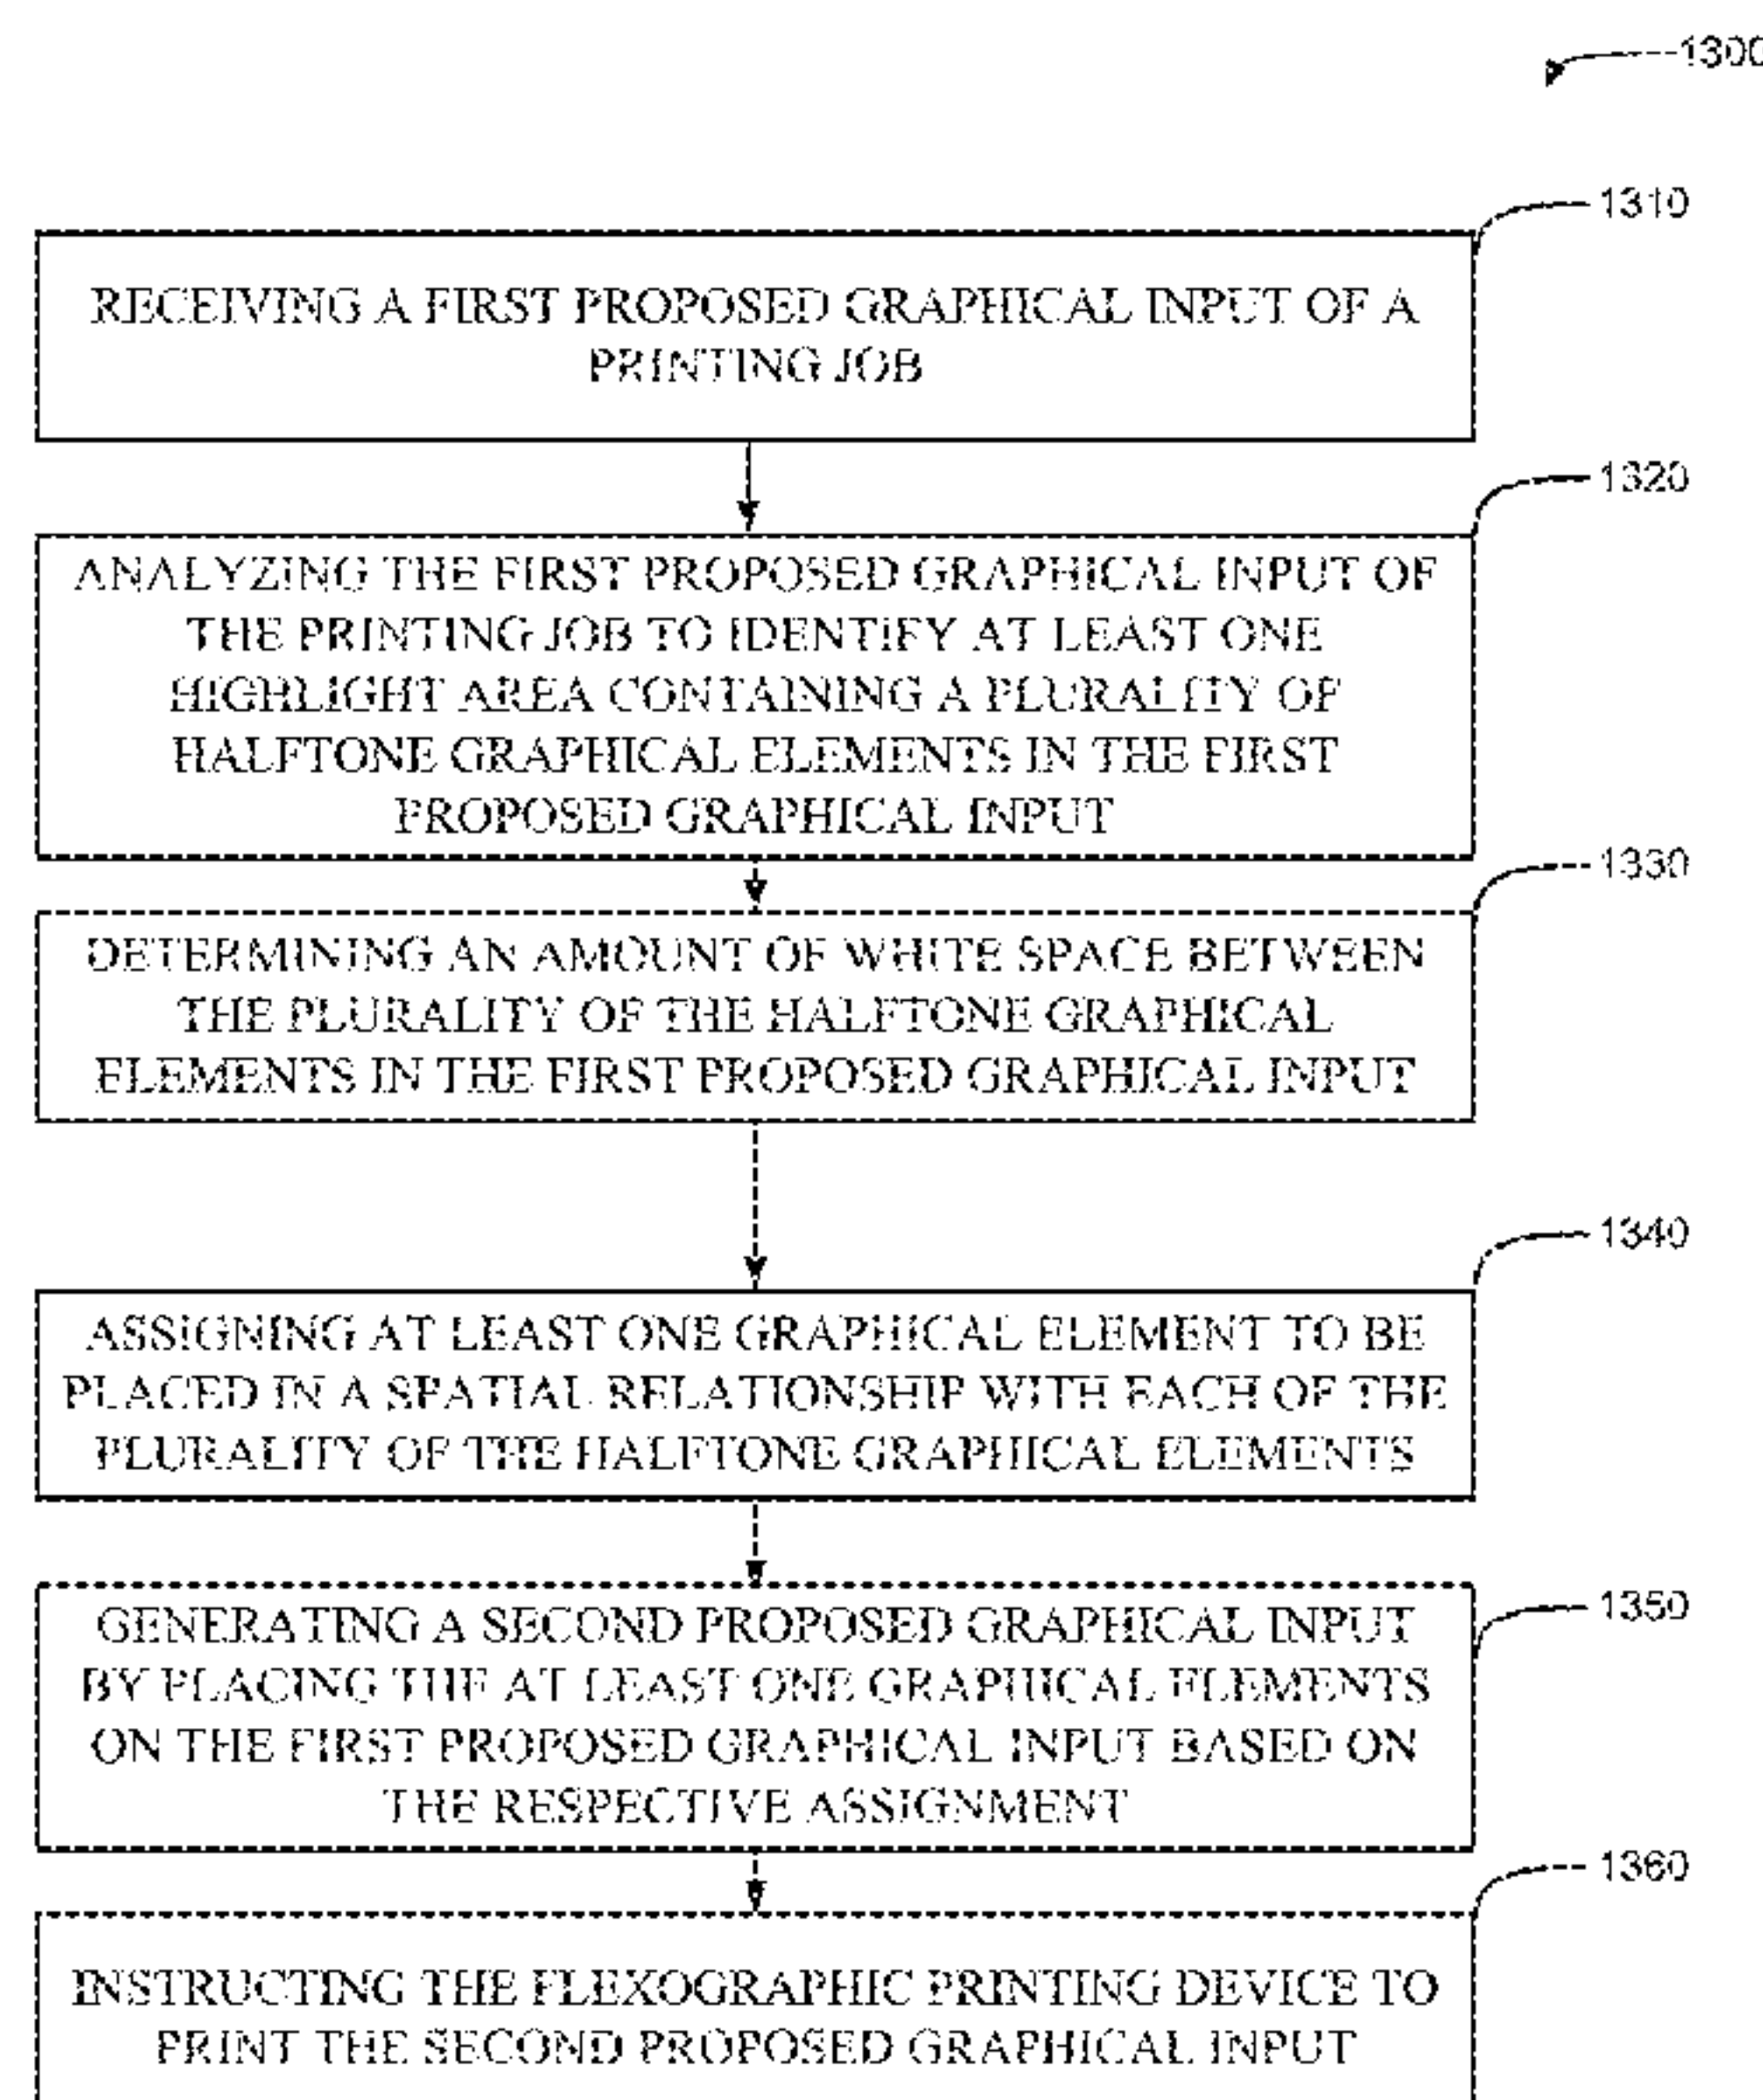 1300
1310
RECEIVING A FIRST PROPOSED GRAPHICAL INPUT OF A
PRINTING JOB
1320
ANALYZING THE FIRST PROPOSED GRAPHICAL INPUT OF
THE PRINTING JOB TO IDENTIFY AT LEAST ONE
HIGHLIGHT AREA CONTAINING A PLURALITY OF
HALFTONE GRAPHICAL ELEMENTS IN THE FIRST
PROPOSED GRAPHICAL INPUT
1330
DETERMINING AN AMOUNT OF WHITE SPACE BETWEEN
THE PLURALITY OF THE HALFTONE GRAPHICAL
ELEMENTS IN THE FIRST PROPOSED GRAPHICAL INPUT
1340
ASSIGNING AT LEAST ONE GRAPHICAL ELEMENT TO BE
PLACED IN A SPATIAL RELATIONSHIP WITH EACH OF THE
PLURALITY OF THE HALFTONE GRAPHICAL ELEMENTS
1350
GENERATING A SECOND PROPOSED GRAPHICAL INPUT
BY PLACING THE AT LEAST ONE GRAPHICAL ELEMENTS
ON THE FIRST PROPOSED GRAPHICAL INPUT BASED ON
THE RESPECTIVE ASSIGNMENT
1360
INSTRUCTING THE FLEXOGRAPHIC PRINTING DEVICE TO
PRINT THE SECOND PROPOSED GRAPHICAL INPUT